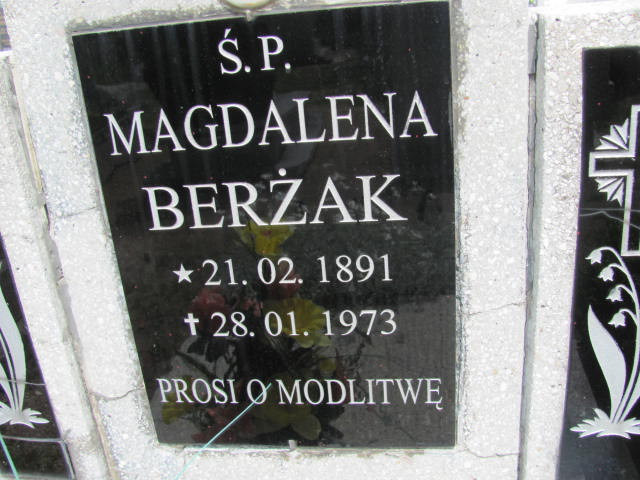 Ś.P.
MAGDALENA
BERŻAK
★ 21. 02. 1891
✝ 28. 01. 1973
PROSI O MODLITWĘ